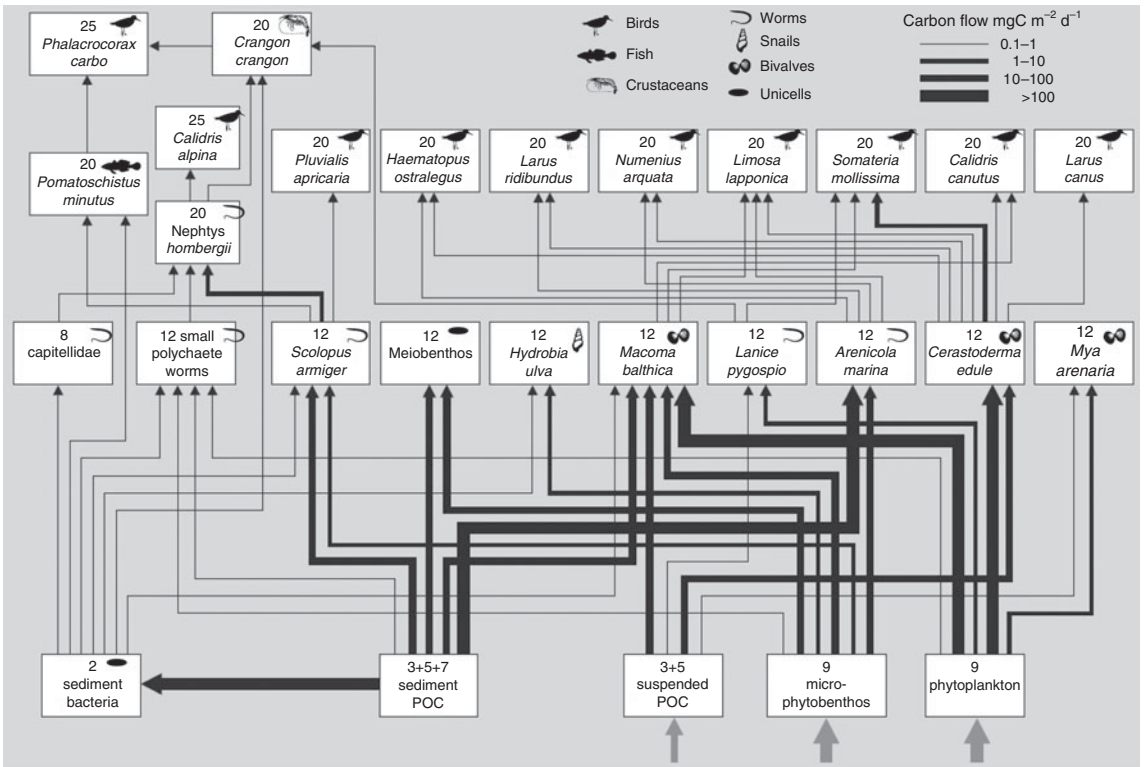 25
Phalacrocorax
carbo
20
Crangon
crangon
Birds
Fish
Crustaceans
Worms
Snails
Bivalves
Unicells
Carbon flow mgC m⁻² d⁻¹
0.1–1
1–10
10–100
>100
25
Calidris
alpina
20
Pomatoschistus
minutus
20
Nephtys
hombergii
20
Pluvialis
apricaria
20
Haematopus
ostralegus
20
Larus
ridibundus
20
Numenius
arquata
20
Limosa
lapponica
20
Somateria
mollissima
20
Calidris
canutus
20
Larus
canus
8
capitellidae
12 small
polychaete
worms
12
Scolopus
armiger
12
Meiobenthos
12
Hydrobia
ulva
12
Macoma
balthica
12
Lanice
pygospio
12
Arenicola
marina
12
Cerastoderma
edule
12
Mya
arenaria
2
sediment
bacteria
3+5+7
sediment
POC
3+5
suspended
POC
9
micro-
phytobenthos
9
phytoplankton